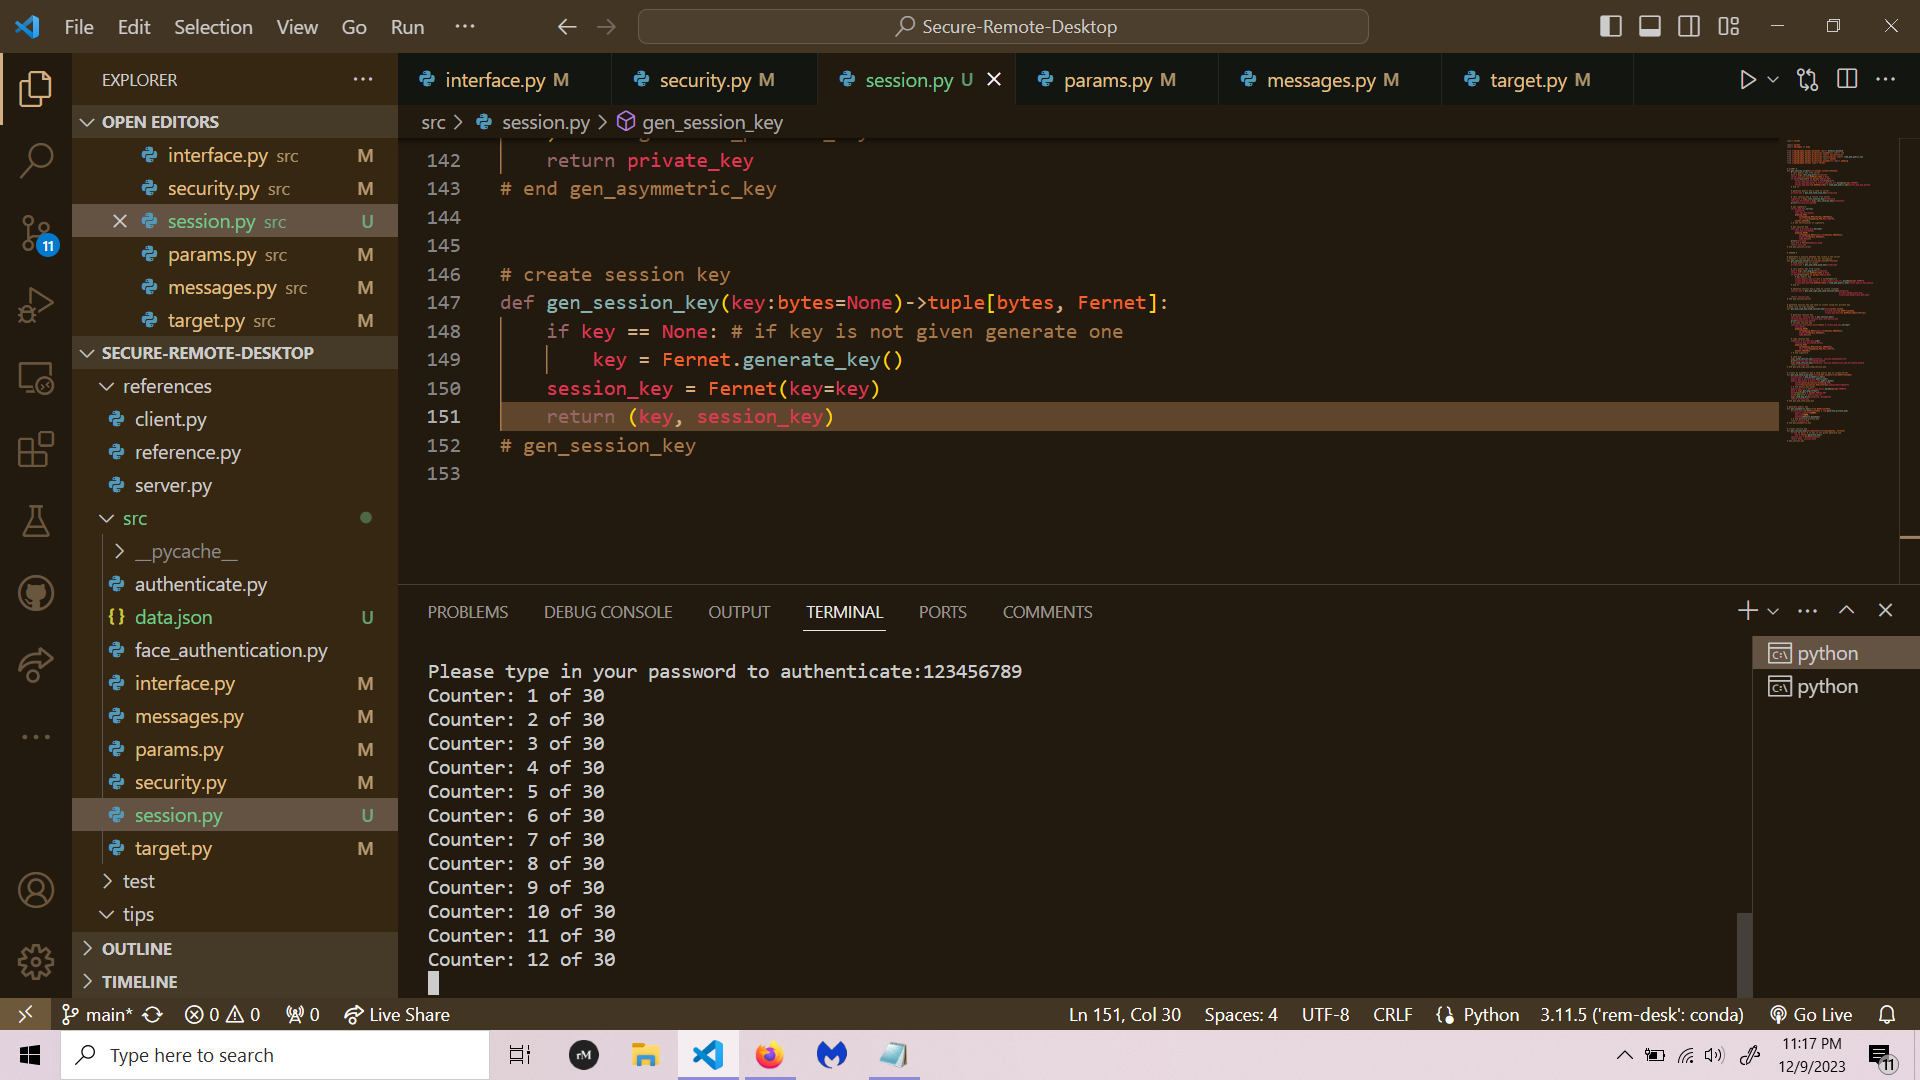 File Edit Selection View Go Run ··· Secure-Remote-Desktop
EXPLORER
OPEN EDITORS
interface.py src M
security.py src M
session.py src U
params.py src M
messages.py src M
target.py src M
SECURE-REMOTE-DESKTOP
references
client.py
reference.py
server.py
src
__pycache__
authenticate.py
data.json U
face_authentication.py
interface.py M
messages.py M
params.py M
security.py M
session.py U
target.py M
test
tips
OUTLINE
TIMELINE
11
interface.py M security.py M session.py U params.py M messages.py M target.py M
src > session.py > gen_session_key
142 return private_key
143 # end gen_asymmetric_key
144
145
146 # create session key
147 def gen_session_key(key:bytes=None)->tuple[bytes, Fernet]:
148 if key == None: # if key is not given generate one
149 key = Fernet.generate_key()
150 session_key = Fernet(key=key)
151 return (key, session_key)
152 # gen_session_key
153
PROBLEMS DEBUG CONSOLE OUTPUT TERMINAL PORTS COMMENTS
Please type in your password to authenticate:123456789
Counter: 1 of 30
Counter: 2 of 30
Counter: 3 of 30
Counter: 4 of 30
Counter: 5 of 30
Counter: 6 of 30
Counter: 7 of 30
Counter: 8 of 30
Counter: 9 of 30
Counter: 10 of 30
Counter: 11 of 30
Counter: 12 of 30
python
python
main* 0 0 0 Live Share Ln 151, Col 30 Spaces: 4 UTF-8 CRLF Python 3.11.5 ('rem-desk': conda) Go Live
Type here to search
rM
11:17 PM
12/9/2023
11